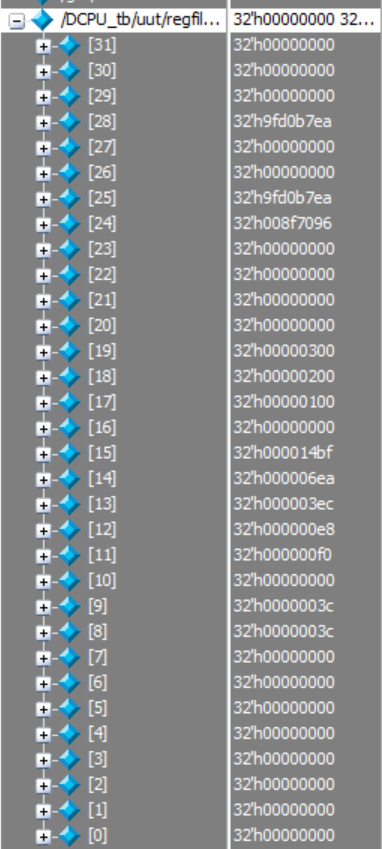 /DCPU_tb/uut/regfil... 32'h00000000 32...
[31] 32'h00000000
[30] 32'h00000000
[29] 32'h00000000
[28] 32'h9fd0b7ea
[27] 32'h00000000
[26] 32'h00000000
[25] 32'h9fd0b7ea
[24] 32'h008f7096
[23] 32'h00000000
[22] 32'h00000000
[21] 32'h00000000
[20] 32'h00000000
[19] 32'h00000300
[18] 32'h00000200
[17] 32'h00000100
[16] 32'h00000000
[15] 32'h000014bf
[14] 32'h000006ea
[13] 32'h000003ec
[12] 32'h000000e8
[11] 32'h000000f0
[10] 32'h00000000
[9] 32'h0000003c
[8] 32'h0000003c
[7] 32'h00000000
[6] 32'h00000000
[5] 32'h00000000
[4] 32'h00000000
[3] 32'h00000000
[2] 32'h00000000
[1] 32'h00000000
[0] 32'h00000000